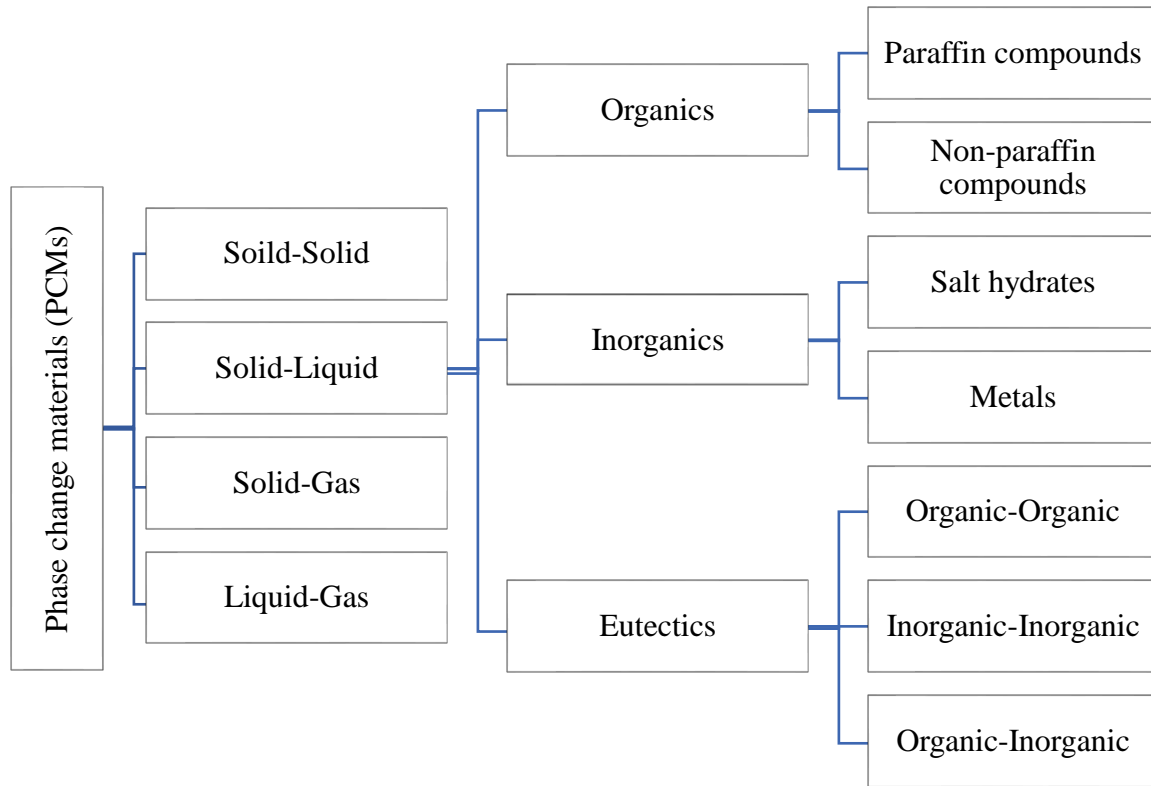 Phase change materials (PCMs)
Soild-Solid
Solid-Liquid
Solid-Gas
Liquid-Gas
Organics
Inorganics
Eutectics
Paraffin compounds
Non-paraffin
compounds
Salt hydrates
Metals
Organic-Organic
Inorganic-Inorganic
Organic-Inorganic